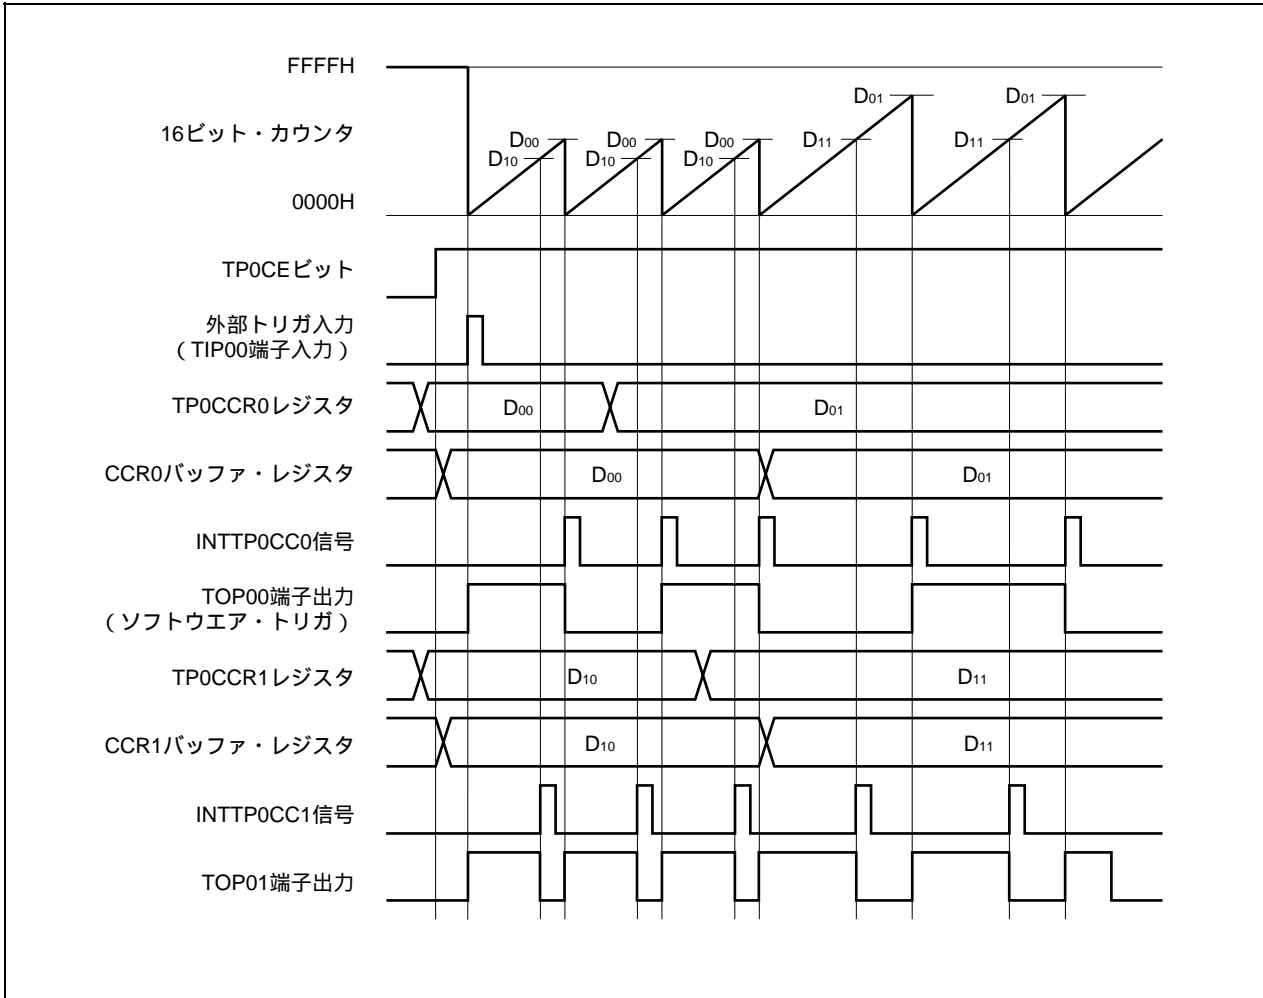 FFFFH
D01 D01
16ビット・カウンタ D00 D00 D00 D11 D11
D10 D10 D10
0000H
TP0CEビット
外部トリガ入力
(TIP00端子入力)
TP0CCR0レジスタ D00 D01
CCR0バッファ・レジスタ D00 D01
INTTP0CC0信号
TOP00端子出力
(ソフトウエア・トリガ)
TP0CCR1レジスタ D10 D11
CCR1バッファ・レジスタ D10 D11
INTTP0CC1信号
TOP01端子出力